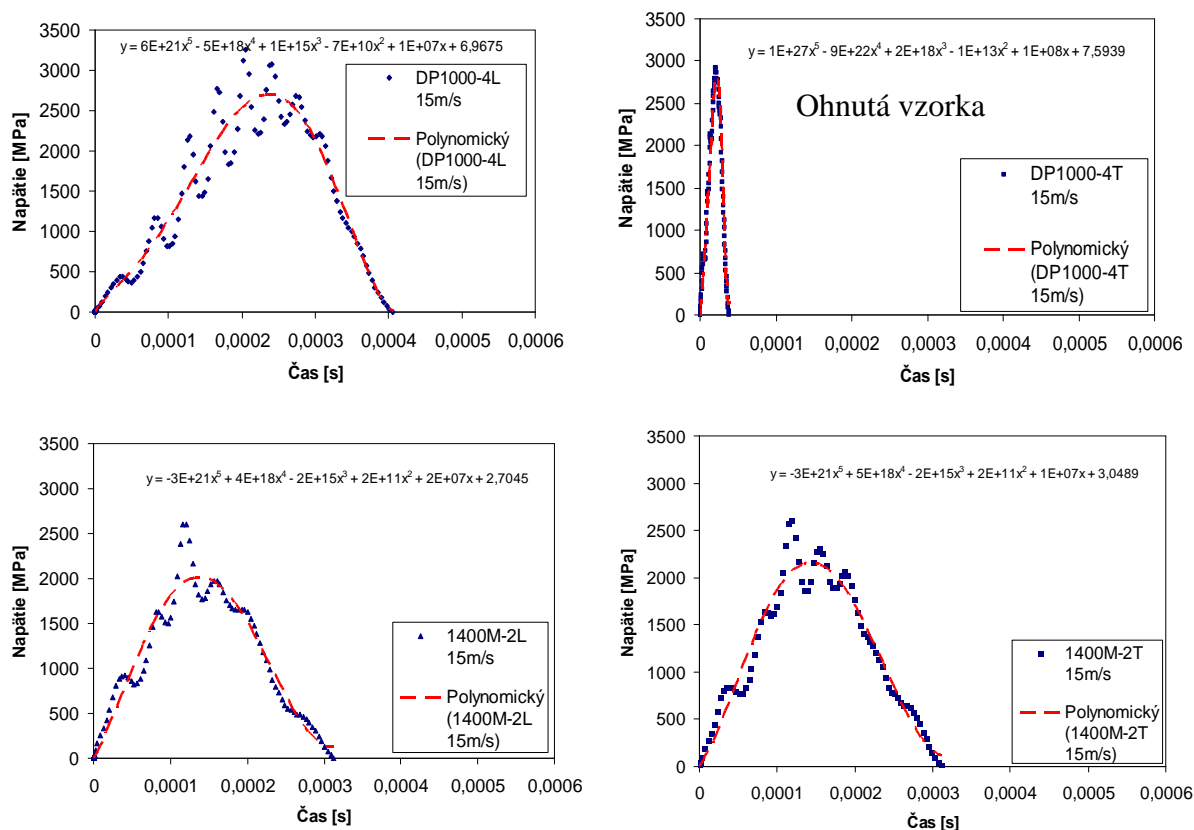 3500
3000
2500
2000
1500
1000
500
0
Napätie [MPa]
y = 6E+21x⁵ - 5E+18x⁴ + 1E+15x³ - 7E+10x² + 1E+07x + 6,9675
DP1000-4L
15m/s
Polynomický
(DP1000-4L
15m/s)
0 0,0001 0,0002 0,0003 0,0004 0,0005 0,0006
Čas [s]
3500
3000
2500
2000
1500
1000
500
0
Napätie [MPa]
y = 1E+27x⁵ - 9E+22x⁴ + 2E+18x³ - 1E+13x² + 1E+08x + 7,5939
Ohnutá vzorka
DP1000-4T
15m/s
Polynomický
(DP1000-4T
15m/s)
0 0,0001 0,0002 0,0003 0,0004 0,0005 0,0006
Čas [s]
3500
3000
2500
2000
1500
1000
500
0
Napätie [MPa]
y = -3E+21x⁵ + 4E+18x⁴ - 2E+15x³ + 2E+11x² + 2E+07x + 2,7045
1400M-2L
15m/s
Polynomický
(1400M-2L
15m/s)
0 0,0001 0,0002 0,0003 0,0004 0,0005 0,0006
Čas [s]
3500
3000
2500
2000
1500
1000
500
0
Napätie [MPa]
y = -3E+21x⁵ + 5E+18x⁴ - 2E+15x³ + 2E+11x² + 1E+07x + 3,0489
1400M-2T
15m/s
Polynomický
(1400M-2T
15m/s)
0 0,0001 0,0002 0,0003 0,0004 0,0005 0,0006
Čas [s]